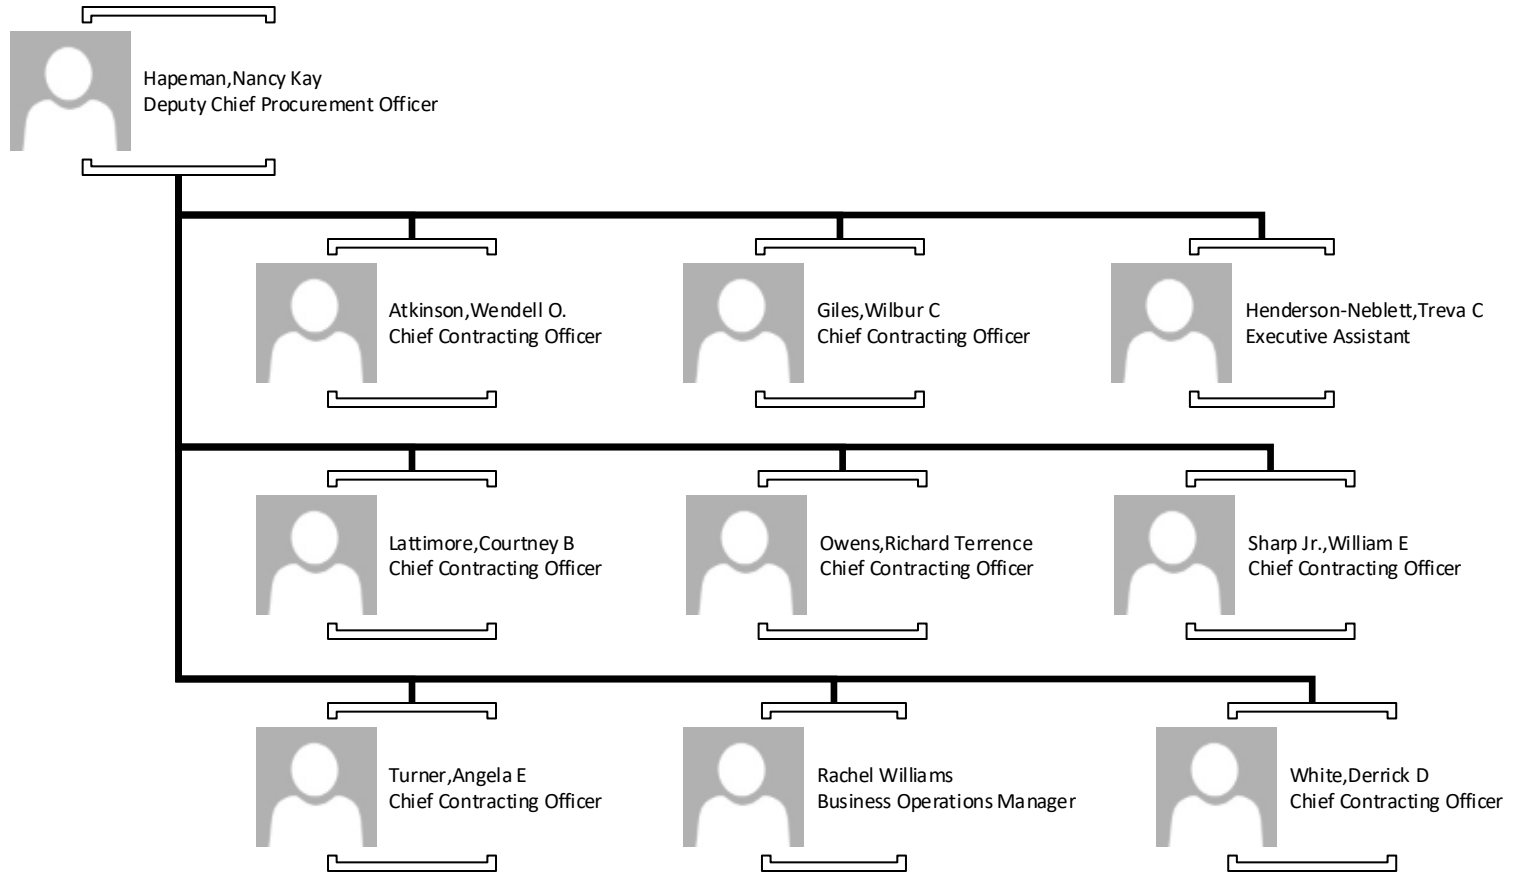 Hapeman,Nancy Kay
Deputy Chief Procurement Officer
Atkinson,Wendell O.
Chief Contracting Officer
Giles,Wilbur C
Chief Contracting Officer
Henderson-Neblett,Treva C
Executive Assistant
Lattimore,Courtney B
Chief Contracting Officer
Owens,Richard Terrence
Chief Contracting Officer
Sharp Jr.,William E
Chief Contracting Officer
Turner,Angela E
Chief Contracting Officer
Rachel Williams
Business Operations Manager
White,Derrick D
Chief Contracting Officer